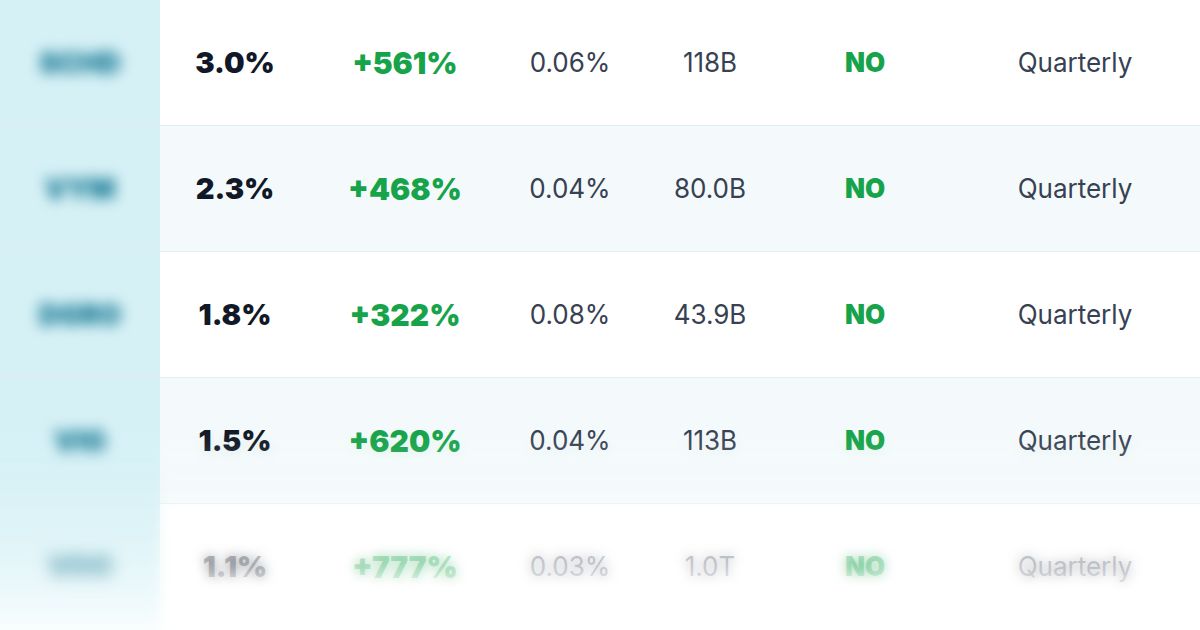 3.0% +561% 0.06% 118B NO Quarterly
2.3% +468% 0.04% 80.0B NO Quarterly
1.8% +322% 0.08% 43.9B NO Quarterly
1.5% +620% 0.04% 113B NO Quarterly
1.1% +777% 0.03% 1.0T NO Quarterly